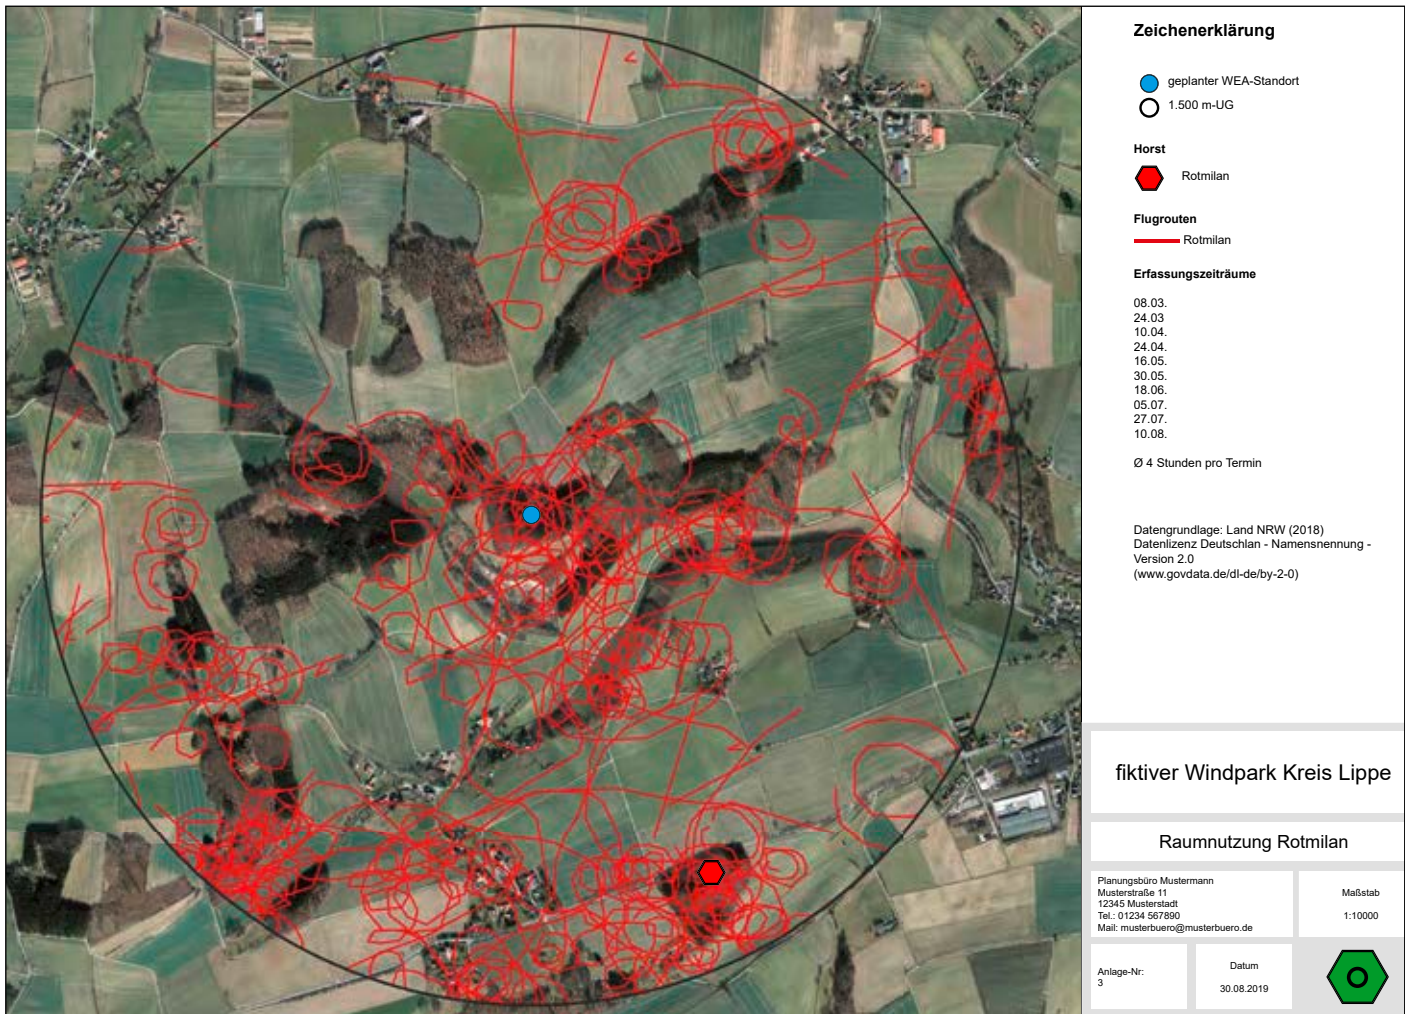 Zeichenerklärung
geplanter WEA-Standort
1.500 m-UG
Horst
Rotmilan
Flugrouten
Rotmilan
Erfassungszeiträume
08.03.
24.03
10.04.
24.04.
16.05.
30.05.
18.06.
05.07.
27.07.
10.08.
Ø 4 Stunden pro Termin
Datengrundlage: Land NRW (2018)
Datenlizenz Deutschlan - Namensnennung -
Version 2.0
(www.govdata.de/dl-de/by-2-0)
fiktiver Windpark Kreis Lippe
Raumnutzung Rotmilan
Planungsbüro Mustermann
Musterstraße 11
12345 Musterstadt
Tel.: 01234 567890
Mail: musterbuero@musterbuero.de
Maßstab
1:10000
Anlage-Nr:
3
Datum
30.08.2019